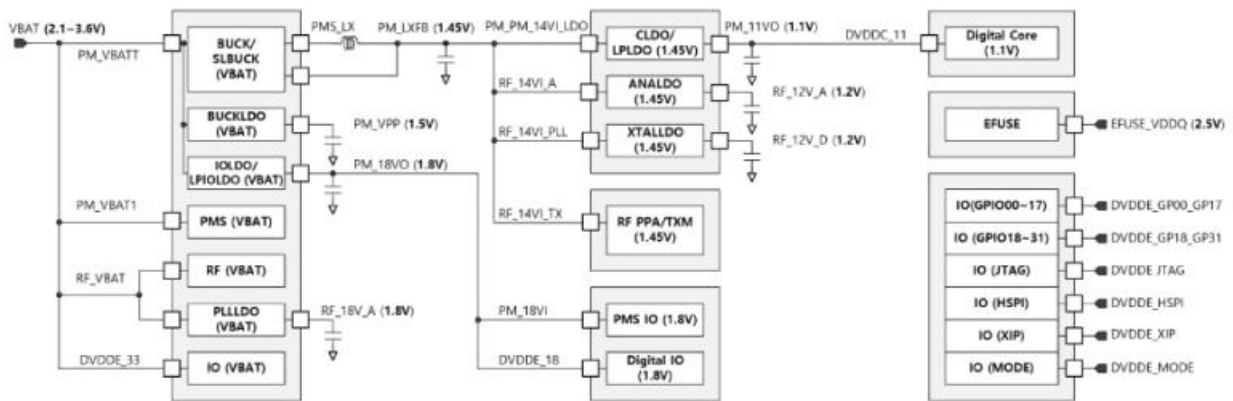 VBAT (2.1~3.6V)
PM_VBATT
BUCK/
SLBUCK
(VBAT)
PMS_LX
PM_LXFB (1.45V)
PM_PM_14VI_LDO
CLDO/
LPLDO (1.45V)
PM_11VO (1.1V)
DVDDC_11
Digital Core
(1.1V)
BUCKLDO
(VBAT)
PM_VPP (1.5V)
RF_14VI_A
ANALDO
(1.45V)
RF_12V_A (1.2V)
RF_14VI_PLL
XTALLDO
(1.45V)
RF_12V_D (1.2V)
EFUSE
EFUSE_VDDQ (2.5V)
IOLDO/
LPIOLDO (VBAT)
PM_18VO (1.8V)
PM_VBAT1
PMS (VBAT)
RF_14VI_TX
RF PPA/TXM
(1.45V)
RF_VBAT
RF (VBAT)
PLLLDO
(VBAT)
RF_18V_A (1.8V)
PM_18VI
PMS IO (1.8V)
DVDDE_33
IO (VBAT)
DVDDE_18
Digital IO
(1.8V)
IO(GPIO00~17)
DVDDE_GP00_GP17
IO (GPIO18~31)
DVDDE_GP18_GP31
IO (JTAG)
DVDDE JTAG
IO (HSPI)
DVDDE_HSPI
IO (XIP)
DVDDE_XIP
IO (MODE)
DVDDE_MODE